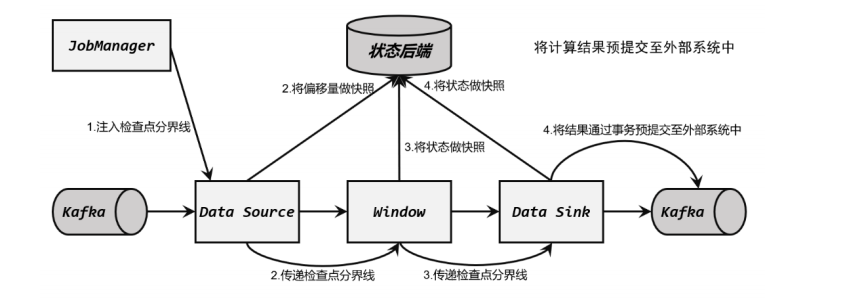 JobManager
状态后端
将计算结果预提交至外部系统中
2.将偏移量做快照
4.将状态做快照
1.注入检查点分界线
3.将状态做快照
4.将结果通过事务预提交至外部系统中
Kafka
Data Source
Window
Data Sink
Kafka
2.传递检查点分界线
3.传递检查点分界线